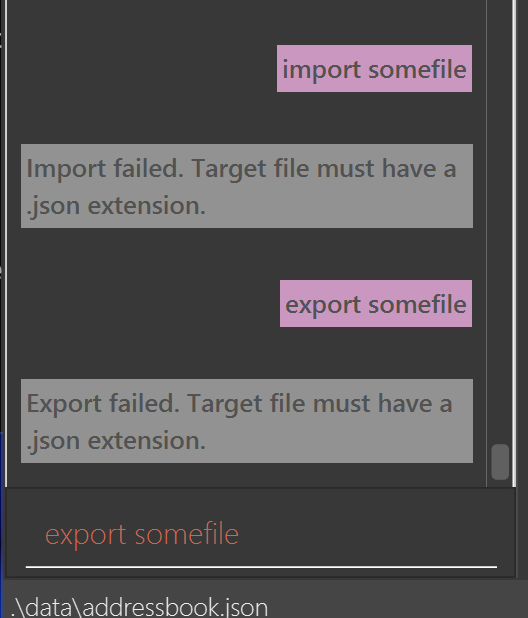 import somefile
Import failed. Target file must have a
.json extension.
export somefile
Export failed. Target file must have a
.json extension.
export somefile
.\data\addressbook.json